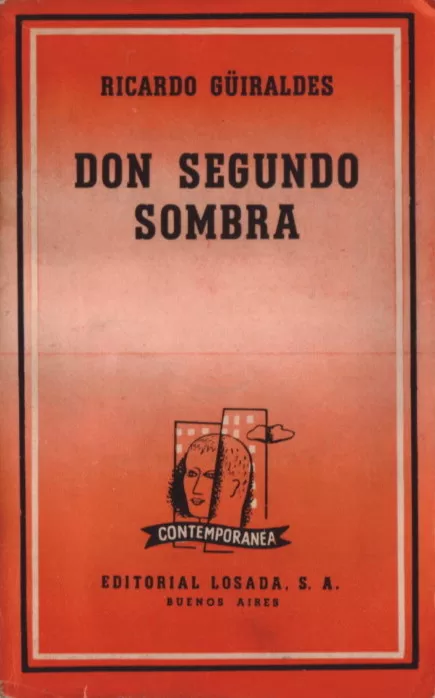 RICARDO GÜIRALDES
DON SEGUNDO
SOMBRA
CONTEMPORANEA
EDITORIAL LOSADA, S. A.
BUENOS AIRES